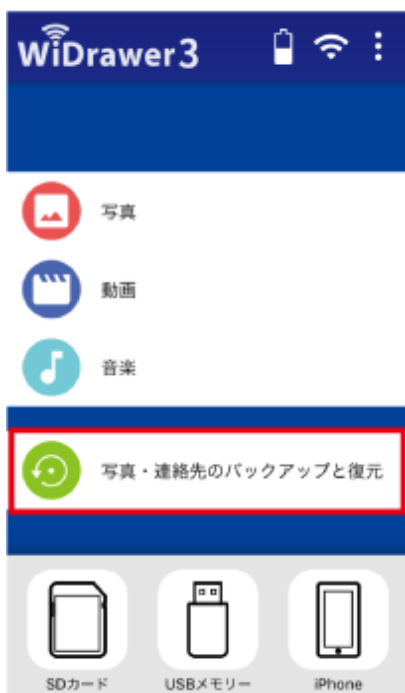 WiDrawer3
写真
動画
音楽
写真・連絡先のバックアップと復元
SDカード
USBメモリー
iPhone